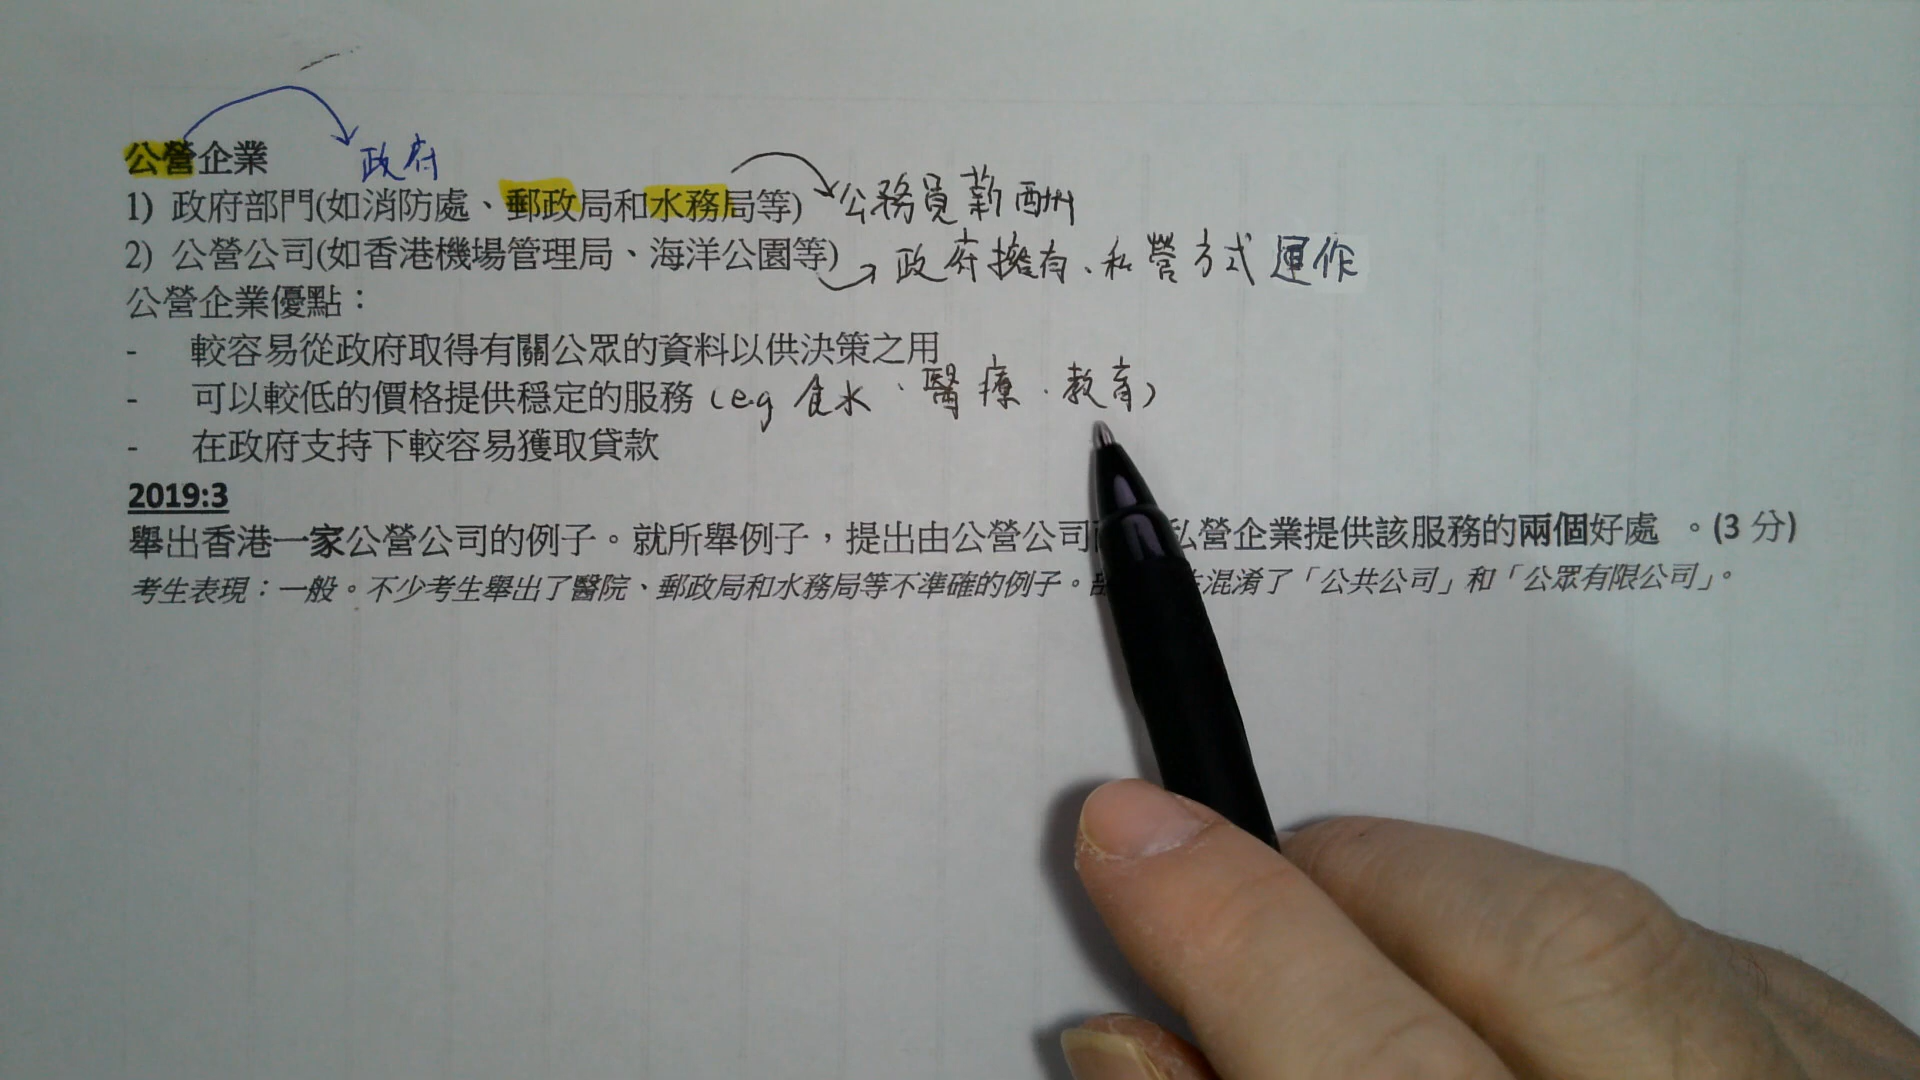 公營企業 政府
1) 政府部門(如消防處、郵政局和水務局等) 公務員薪酬
2) 公營公司(如香港機場管理局、海洋公園等) 政府擁有、私營方式運作
公營企業優點：
- 較容易從政府取得有關公眾的資料以供決策之用
- 可以較低的價格提供穩定的服務 (e.g 食水、醫療、教育)
- 在政府支持下較容易獲取貸款
2019:3
舉出香港一家公營公司的例子。就所舉例子，提出由公營公司 私營企業提供該服務的兩個好處 。(3 分)
考生表現：一般。不少考生舉出了醫院、郵政局和水務局等不準確的例子。 混淆了「公共公司」和「公眾有限公司」。